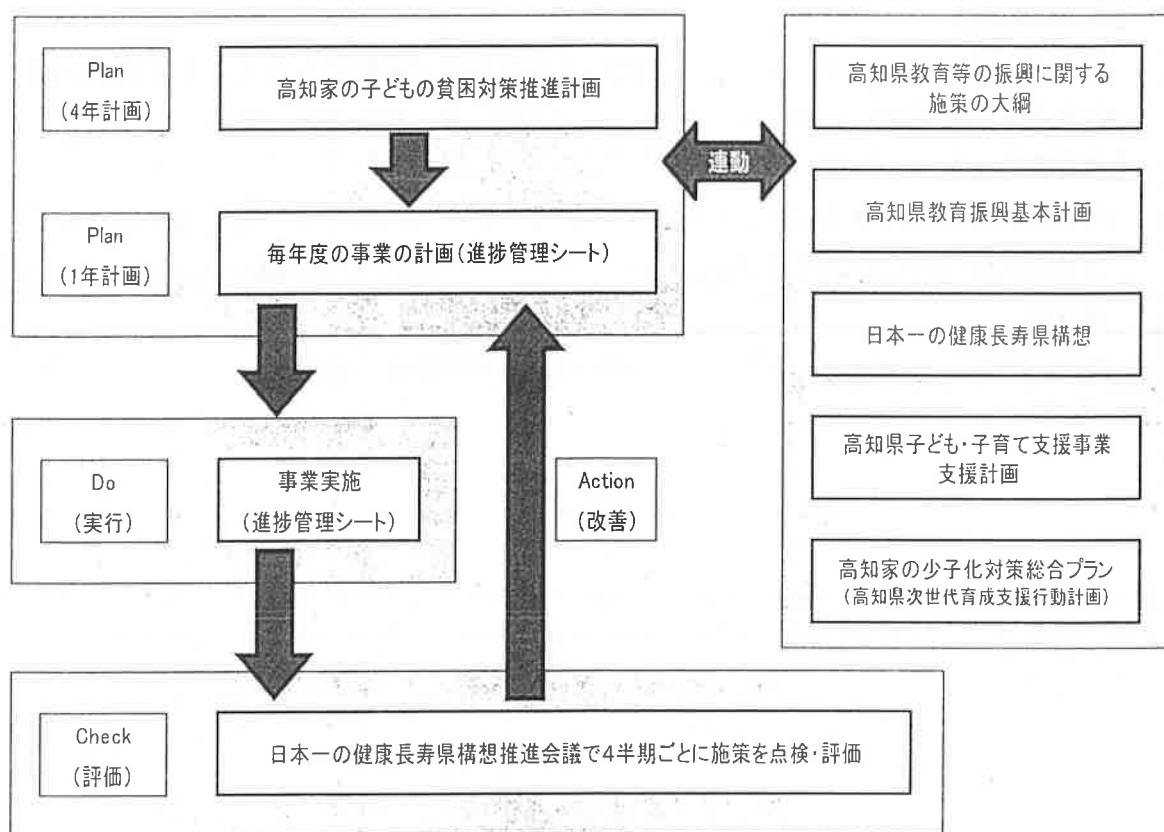 Plan
(4年計画)
高知家の子どもの貧困対策推進計画
Plan
(1年計画)
毎年度の事業の計画(進捗管理シート)
連動
高知県教育等の振興に関する
施策の大綱
高知県教育振興基本計画
日本一の健康長寿県構想
高知県子ども・子育て支援事業
支援計画
高知家の少子化対策総合プラン
(高知県次世代育成支援行動計画)
Do
(実行)
事業実施
(進捗管理シート)
Action
(改善)
Check
(評価)
日本一の健康長寿県構想推進会議で4半期ごとに施策を点検・評価